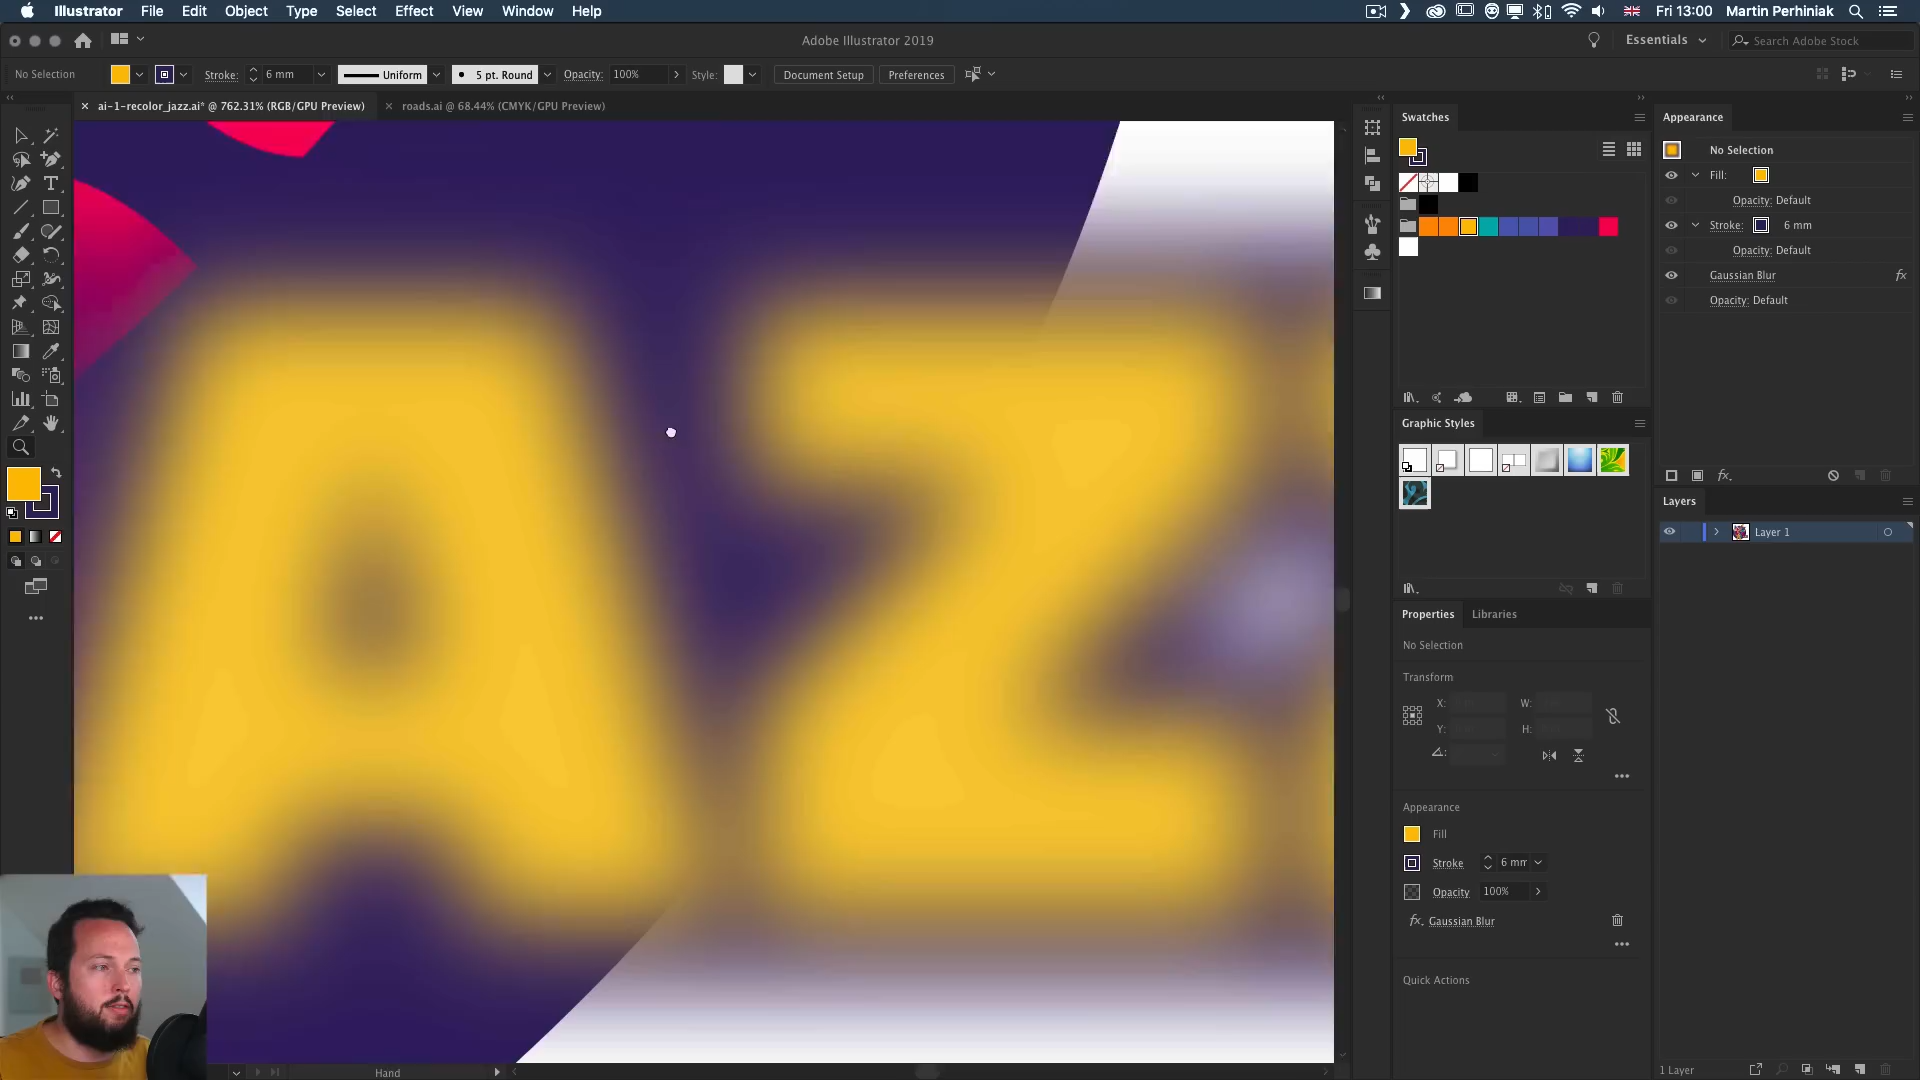 Illustrator File Edit Object Type Select Effect View Window Help
Fri 13:00 Martin Perhiniak
Adobe Illustrator 2019
Essentials
Search Adobe Stock
No Selection
Stroke: 6 mm
Uniform
5 pt. Round
Opacity: 100%
Style:
Document Setup
Preferences
ai-1-recolor_jazz.ai* @ 762.31% (RGB/GPU Preview)
roads.ai @ 68.44% (CMYK/GPU Preview)
AZ
Hand
Swatches
Graphic Styles
Properties
Libraries
No Selection
Transform
X: W:
Y: H:
Appearance
Fill
Stroke 6 mm
Opacity 100%
fx Gaussian Blur
Quick Actions
Appearance
No Selection
Fill:
Opacity: Default
Stroke: 6 mm
Opacity: Default
Gaussian Blur fx
Opacity: Default
fx
Layers
Layer 1
1 Layer